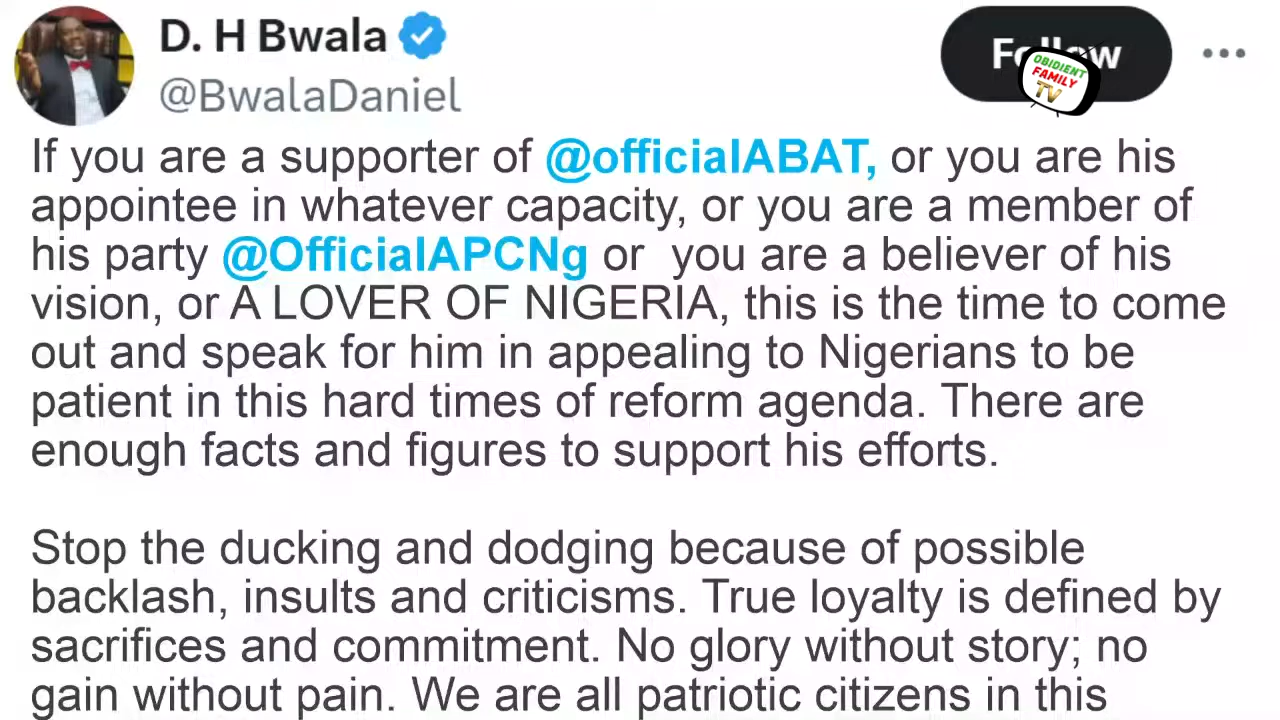 D. H Bwala
@BwalaDaniel
Follow
OBIDIENT
FAMILY
TV
If you are a supporter of @officialABAT, or you are his
appointee in whatever capacity, or you are a member of
his party @OfficialAPCNg or you are a believer of his
vision, or A LOVER OF NIGERIA, this is the time to come
out and speak for him in appealing to Nigerians to be
patient in this hard times of reform agenda. There are
enough facts and figures to support his efforts.
Stop the ducking and dodging because of possible
backlash, insults and criticisms. True loyalty is defined by
sacrifices and commitment. No glory without story; no
gain without pain. We are all patriotic citizens in this